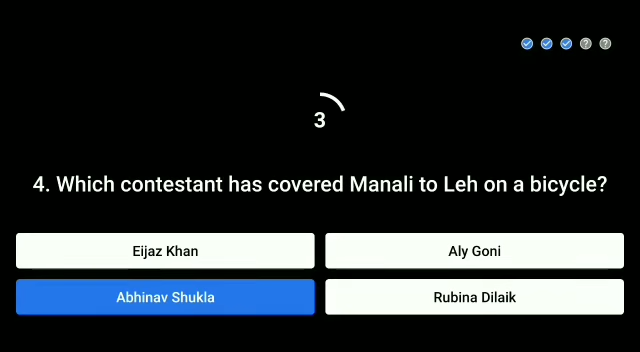 3
4. Which contestant has covered Manali to Leh on a bicycle?
Eijaz Khan
Aly Goni
Abhinav Shukla
Rubina Dilaik